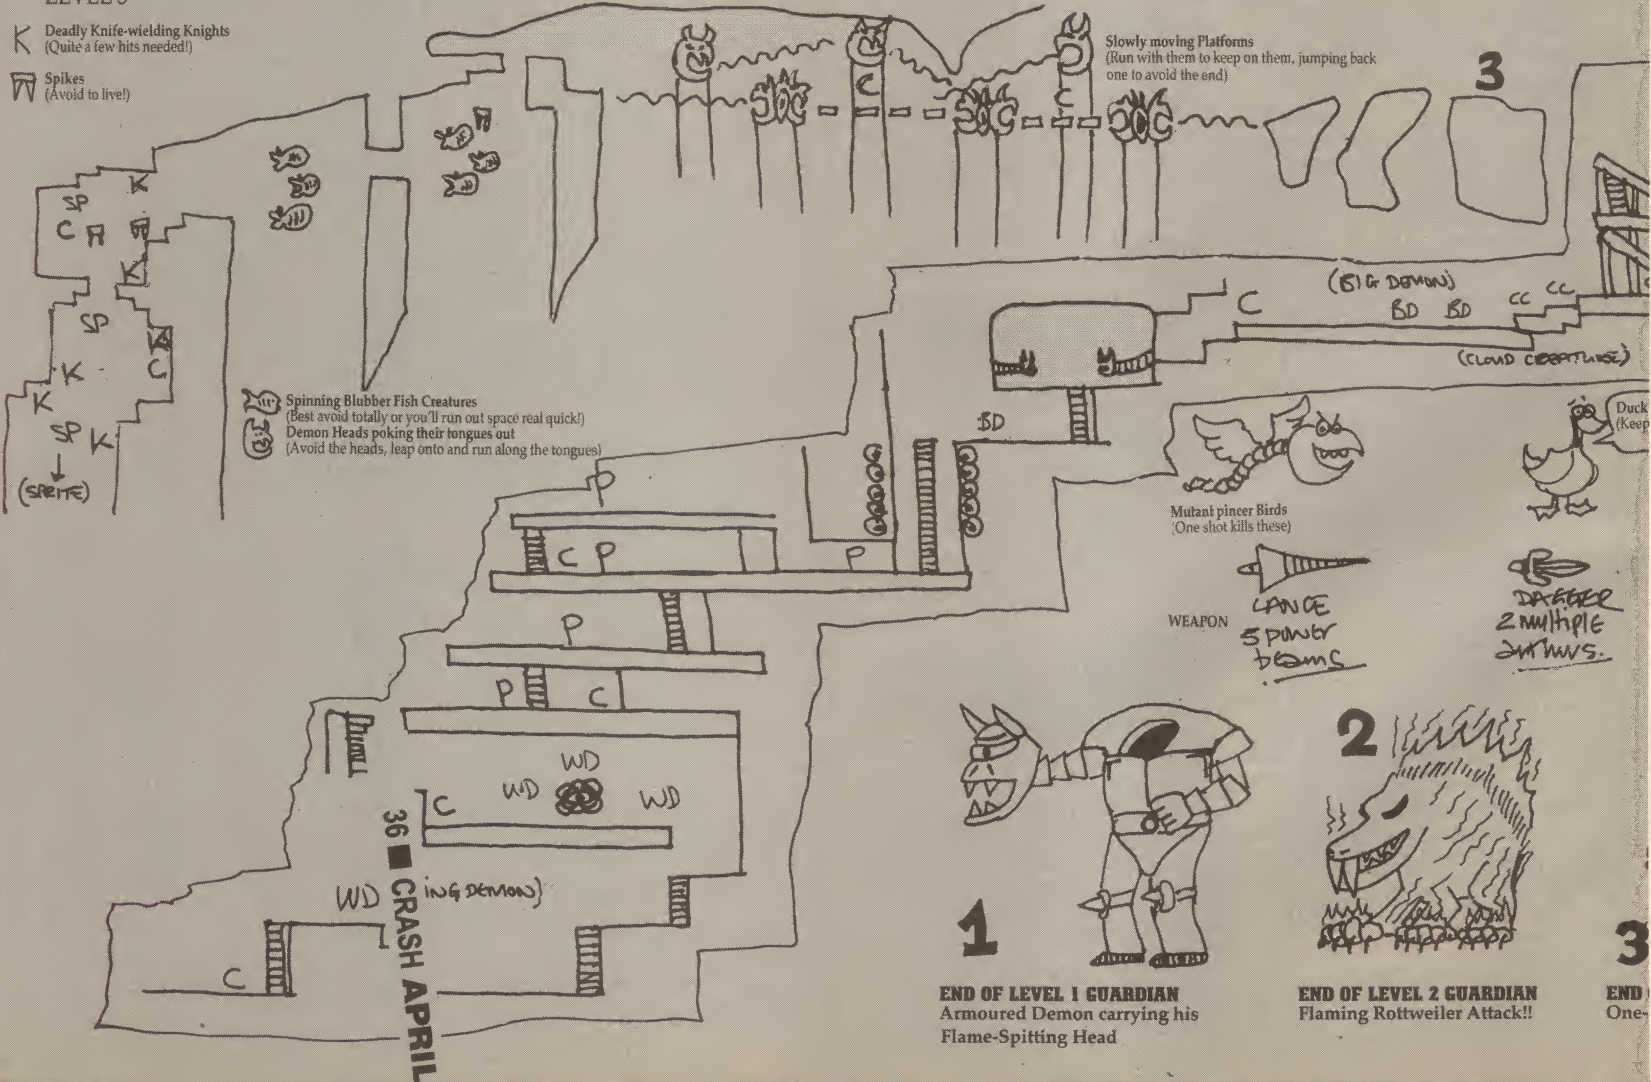 LEVEL 3
K Deadly Knife-wielding Knights
(Quite a few hits needed!)
Spikes
(Avoid to live!)
Slowly moving Platforms
(Run with them to keep on them, jumping back
one to avoid the end)
3
C
C
K
SP
C
K
SP
K
C
K
SP
K
(SPRITE)
Spinning Blubber Fish Creatures
(Best avoid totally or you'll run out space real quick!)
Demon Heads poking their tongues out
(Avoid the heads, leap onto and run along the tongues)
C
(BIG DEMON)
BD BD
CC CC
(CLOUD CREATURE)
BD
Duck
(Keep
Mutant pincer Birds
(One shot kills these)
WEAPON
LANCE
5 power
beams
DAGGER
2 multiple
P
C P
P
P
P C
WD
WD WD
C
WD ING DEMON)
C
36 ■ CRASH APRIL
1
END OF LEVEL 1 GUARDIAN
Armoured Demon carrying his
Flame-Spitting Head
2
END OF LEVEL 2 GUARDIAN
Flaming Rottweiler Attack!!
3
END
One-